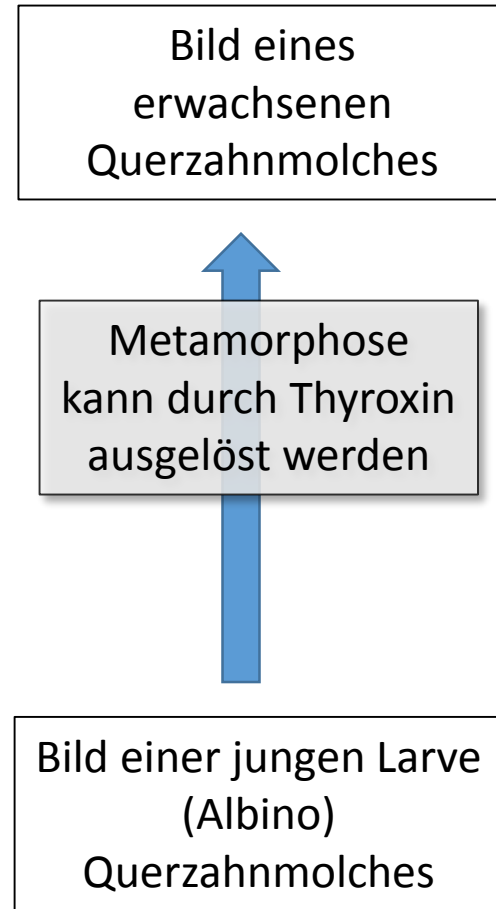 Bild eines
erwachsenen
Querzahnmolches
Metamorphose
kann durch Thyroxin
ausgelöst werden
Bild einer jungen Larve
(Albino)
Querzahnmolches